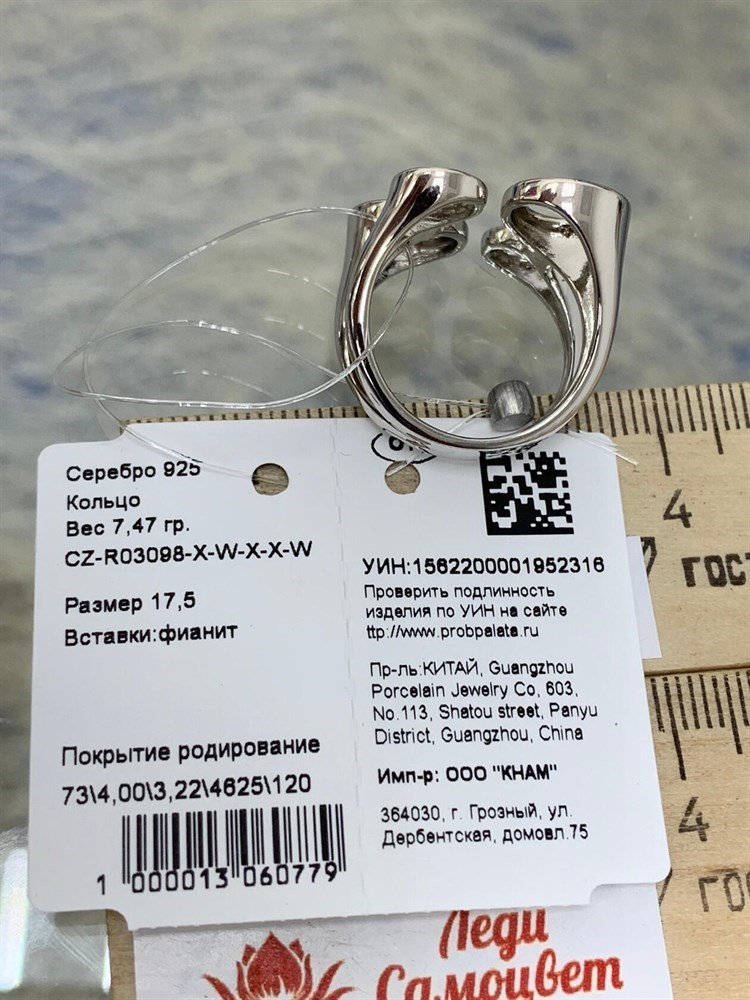 Серебро 925
Кольцо
Вес 7,47 гр.
CZ-R03098-X-W-X-X-W
Размер 17,5
Вставки:фианит
Покрытие родирование
73\4,00\3,22\4625\120
1 000013 060779
УИН:1562200001952316
Проверить подлинность
изделия по УИН на сайте
ttp://www.probpalata.ru
Пр-ль:КИТАЙ, Guangzhou
Porcelain Jewelry Co, 603,
No.113, Shatou street, Panyu
District, Guangzhou, China
Имп-р: ООО "КНАМ"
364030, г. Грозный, ул.
Дербентская, домовл.75
4
ГОС
4
ГО
Леди
Самоцвет